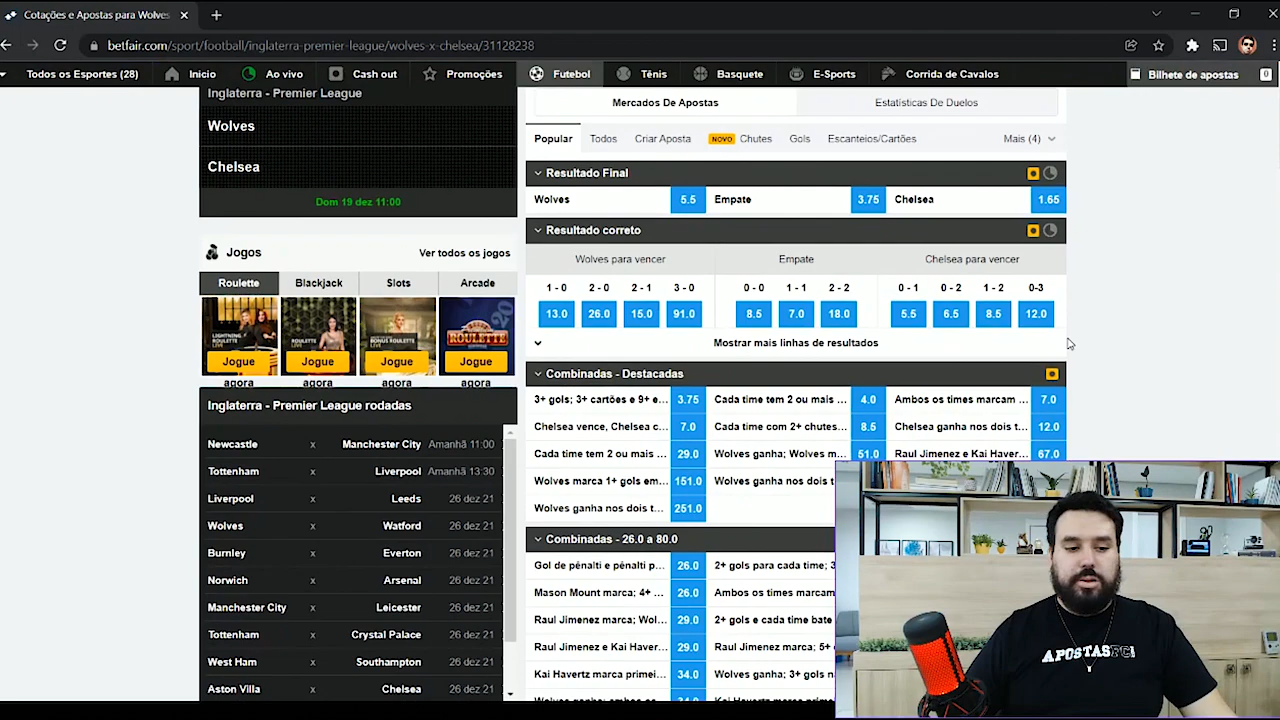 Cotações e Apostas para Wolves
betfair.com/sport/football/inglaterra-premier-league/wolves-x-chelsea/31128238
Todos os Esportes (28) Início Ao vivo Cash out Promoções Futebol Tênis Basquete E-Sports Corrida de Cavalos Bilhete de apostas 0
Inglaterra - Premier League
Wolves
Chelsea
Dom 19 dez 11:00
Jogos Ver todos os jogos
Roulette Blackjack Slots Arcade
LIGHTNING ROULETTE LIVE ROULETTE LIVE ROULETTE LIVE ROULETTE
Jogue agora Jogue agora Jogue agora Jogue agora
Inglaterra - Premier League rodadas
Newcastle x Manchester City Amanhã 11:00
Tottenham x Liverpool Amanhã 13:30
Liverpool x Leeds 26 dez 21
Wolves x Watford 26 dez 21
Burnley x Everton 26 dez 21
Norwich x Arsenal 26 dez 21
Manchester City x Leicester 26 dez 21
Tottenham x Crystal Palace 26 dez 21
West Ham x Southampton 26 dez 21
Aston Villa x Chelsea 26 dez 21
Mercados De Apostas Estatísticas De Duelos
Popular Todos Criar Aposta NOVO Chutes Gols Escanteios/Cartões Mais (4)
Resultado Final
Wolves 5.5 Empate 3.75 Chelsea 1.65
Resultado correto
Wolves para vencer Empate Chelsea para vencer
1 - 0 2 - 0 2 - 1 3 - 0 0 - 0 1 - 1 2 - 2 0 - 1 0 - 2 1 - 2 0-3
13.0 26.0 15.0 91.0 8.5 7.0 18.0 5.5 6.5 8.5 12.0
Mostrar mais linhas de resultados
Combinadas - Destacadas
3+ gols; 3+ cartões e 9+ e... 3.75 Cada time tem 2 ou mais ... 4.0 Ambos os times marcam ... 7.0
Chelsea vence, Chelsea c... 7.0 Cada time com 2+ chutes... 8.5 Chelsea ganha nos dois t... 12.0
Cada time tem 2 ou mais ... 29.0 Wolves ganha; Wolves m... 51.0 Raul Jimenez e Kai Haver... 67.0
Wolves marca 1+ gols em... 151.0 Wolves ganha nos dois t
Wolves ganha nos dois t... 251.0
Combinadas - 26.0 a 80.0
Gol de pênalti e pênalti p... 26.0 2+ gols para cada time; 3
Mason Mount marca; 4+ ... 26.0 Ambos os times marcam
Raul Jimenez marca; Wol... 29.0 2+ gols e cada time bate
Raul Jimenez e Kai Havert... 29.0 Raul Jimenez marca; 5+
Kai Havertz marca primei... 34.0 Wolves ganha; 3+ gols n
APOSTASFC